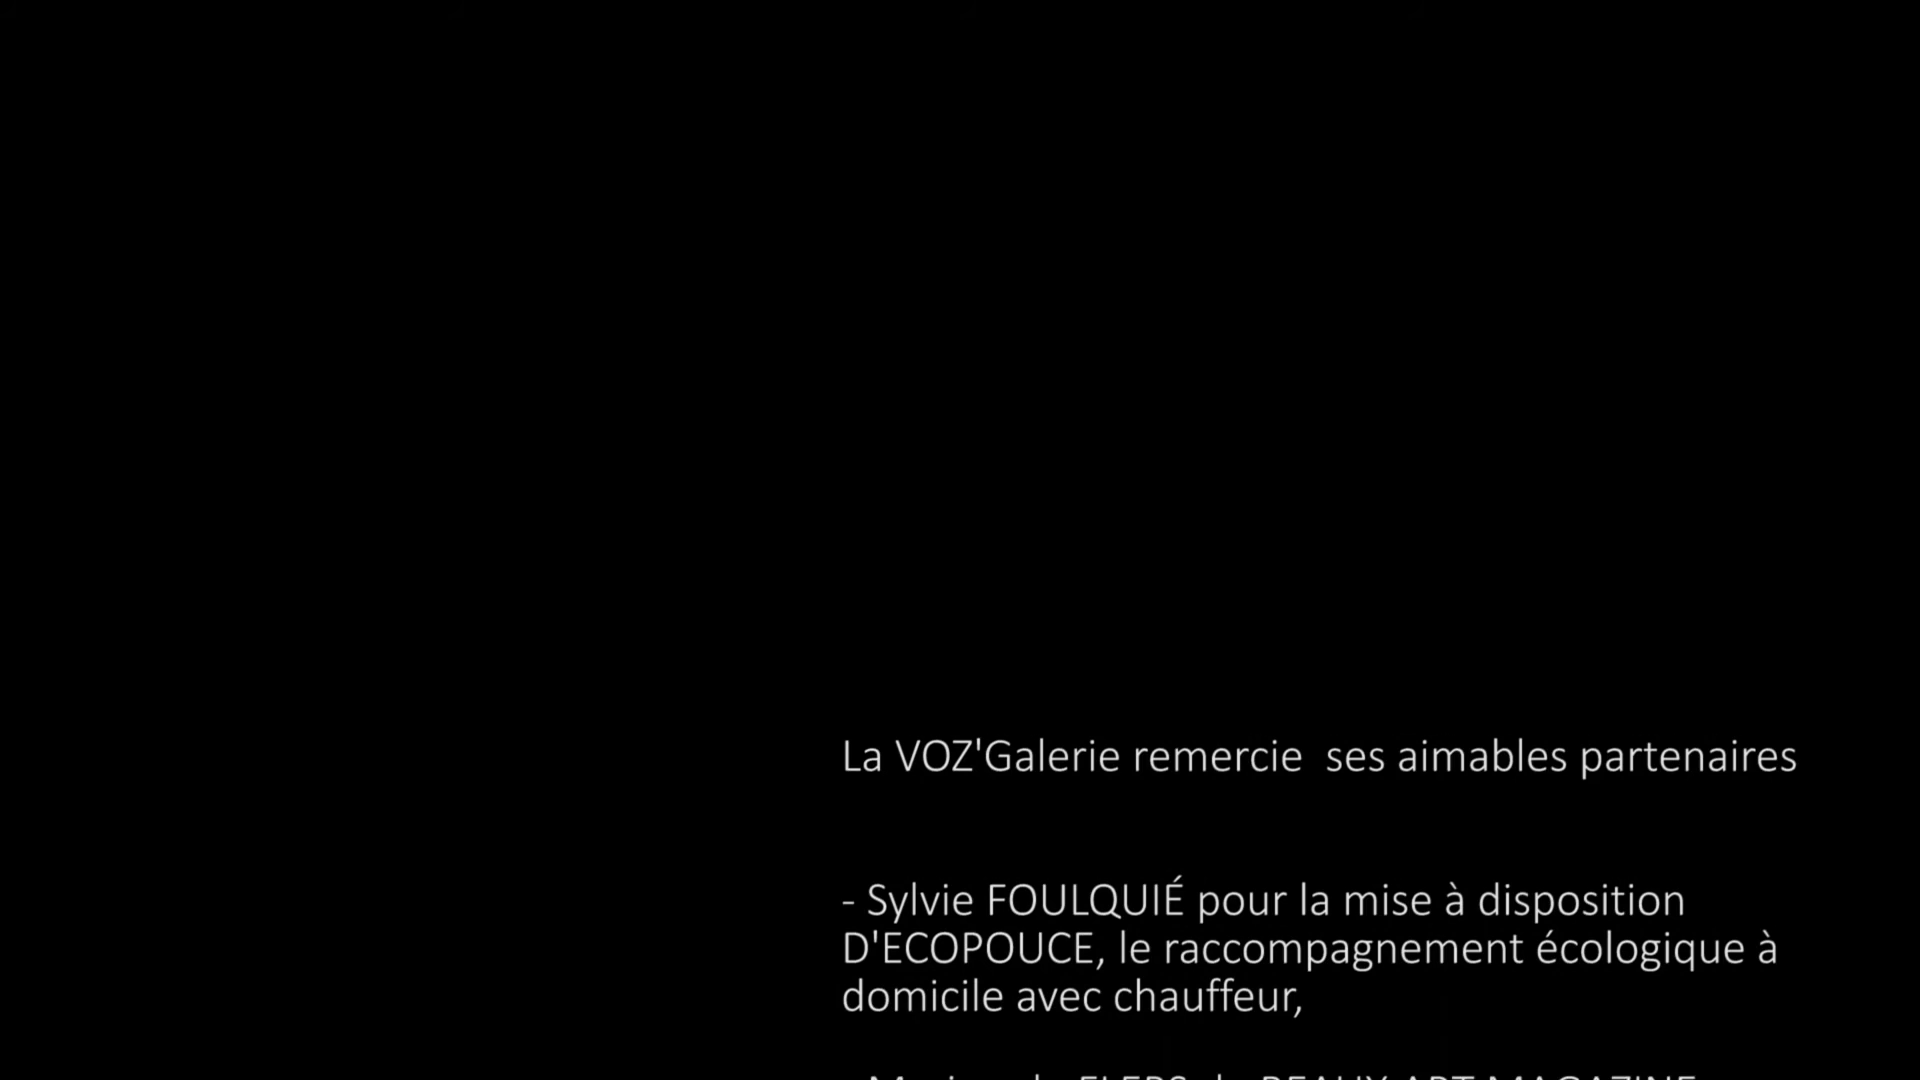 La VOZ'Galerie remercie  ses aimables partenaires
- Sylvie FOULQUIÉ pour la mise à disposition
D'ECOPOUCE, le raccompagnement écologique à
domicile avec chauffeur,